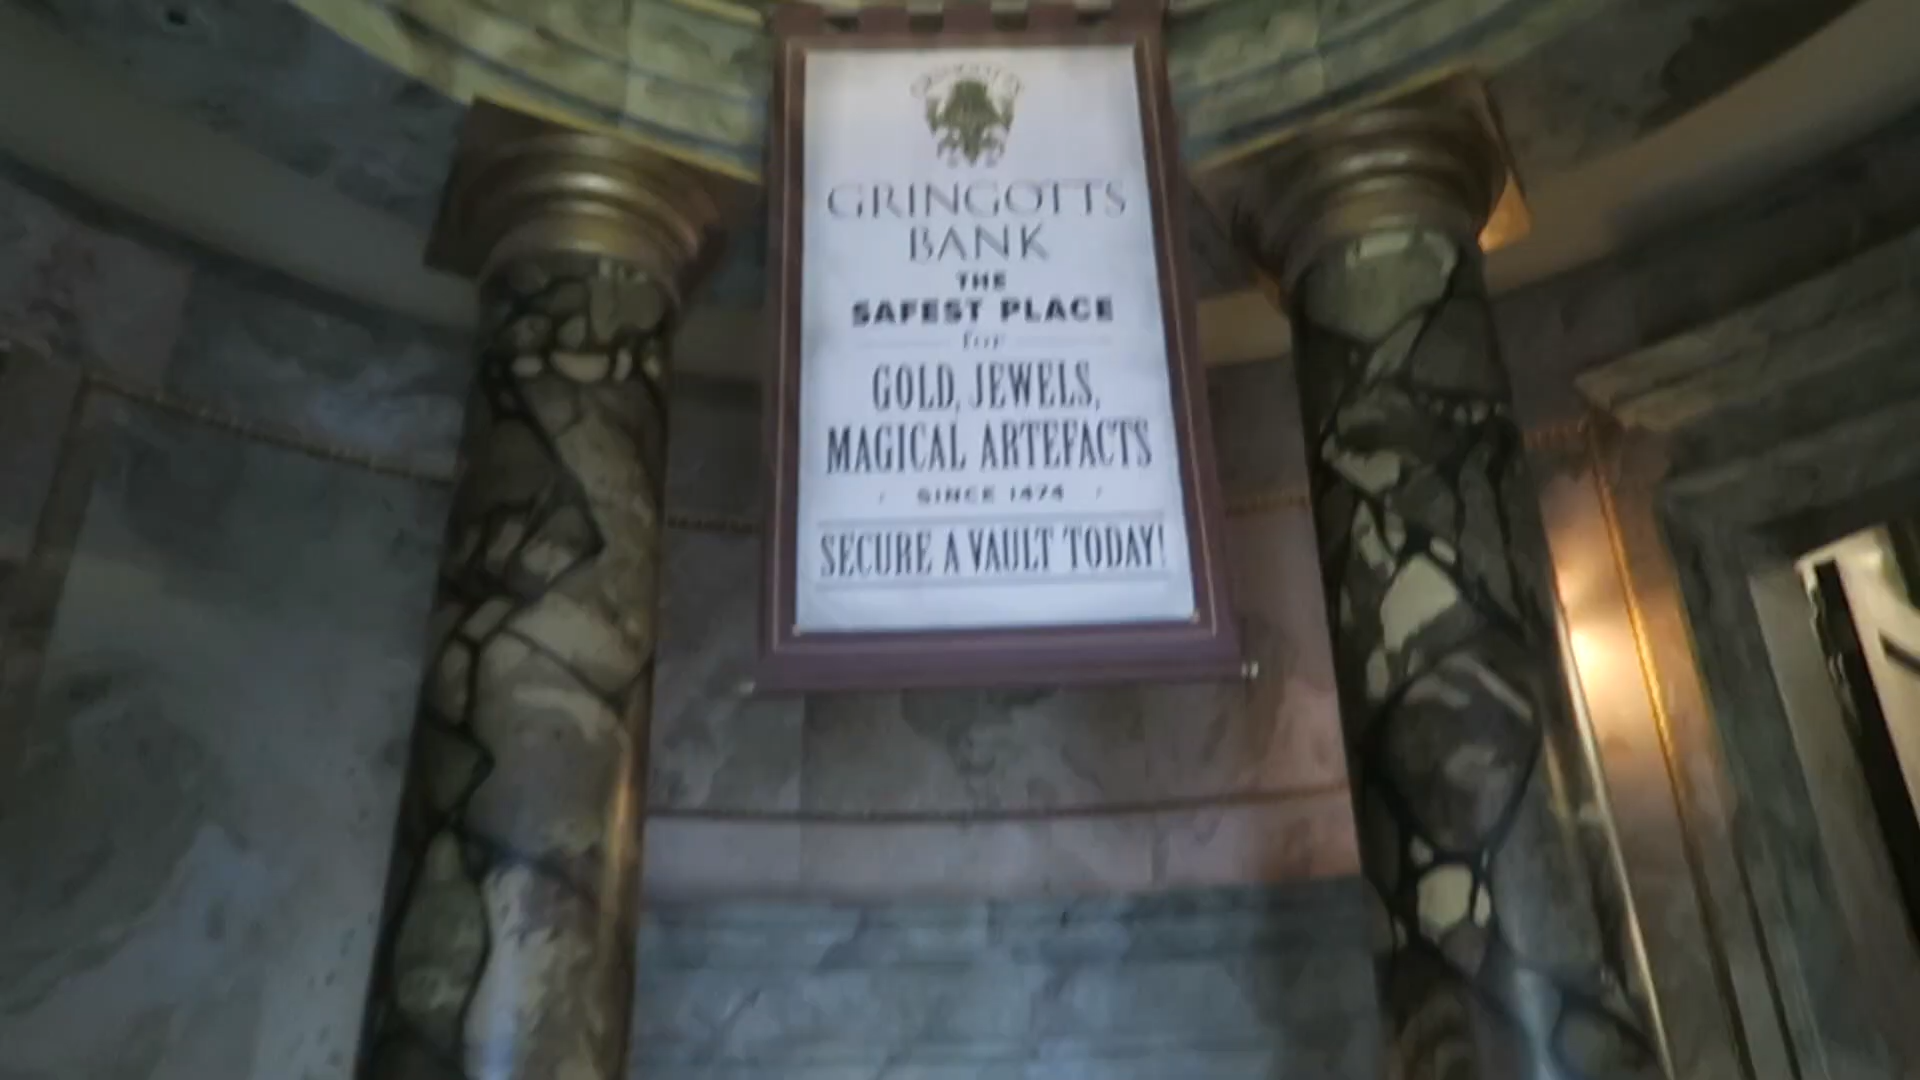 GRINGOTTS
BANK
THE
SAFEST PLACE
for
GOLD, JEWELS,
MAGICAL ARTEFACTS
SINCE 1474
SECURE A VAULT TODAY!